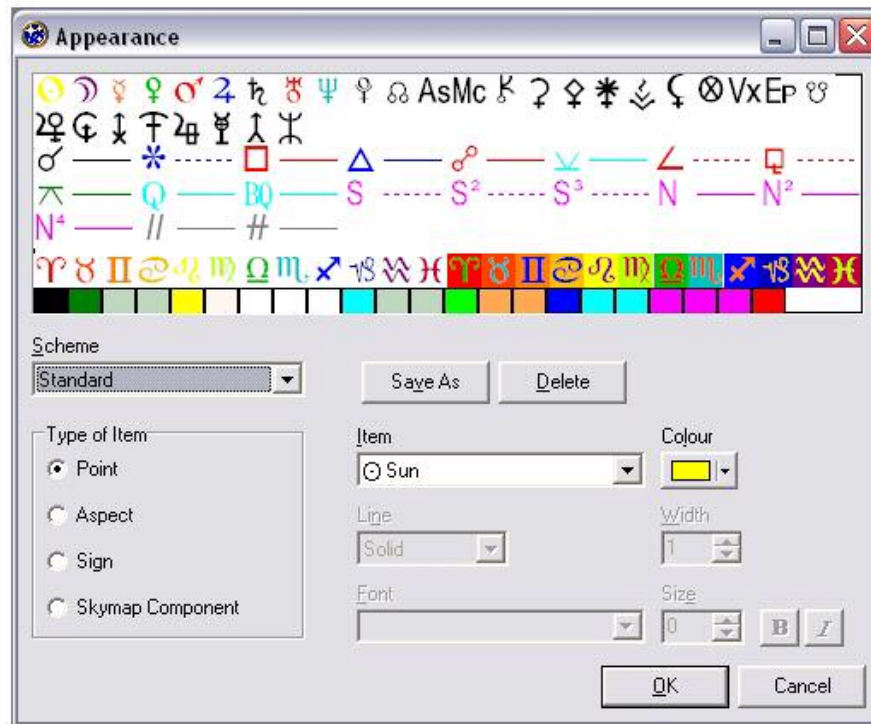 Appearance
☉ ☽ ☿ ♀ ♂ ♃ ♄ ♅ ♆ ♇ ☊ AsMc ⚷ ⚳ ⚴ ⚵ ⚶ ⚸ ⊗ VxEP ☋
☌ ⚹ □ △ ☍ ⚺ ∠ ⚼
⚻ Q BQ S S² S³ N N²
N⁴ // #
♈ ♉ ♊ ♋ ♌ ♍ ♎ ♏ ♐ ♑ ♒ ♓ ♈ ♉ ♊ ♋ ♌ ♍ ♎ ♏ ♐ ♑ ♒ ♓
Scheme
Standard
Save As Delete
Type of Item
Point
Aspect
Sign
Skymap Component
Item Colour
☉ Sun
Line Width
Solid 1
Font Size
0 B I
OK Cancel